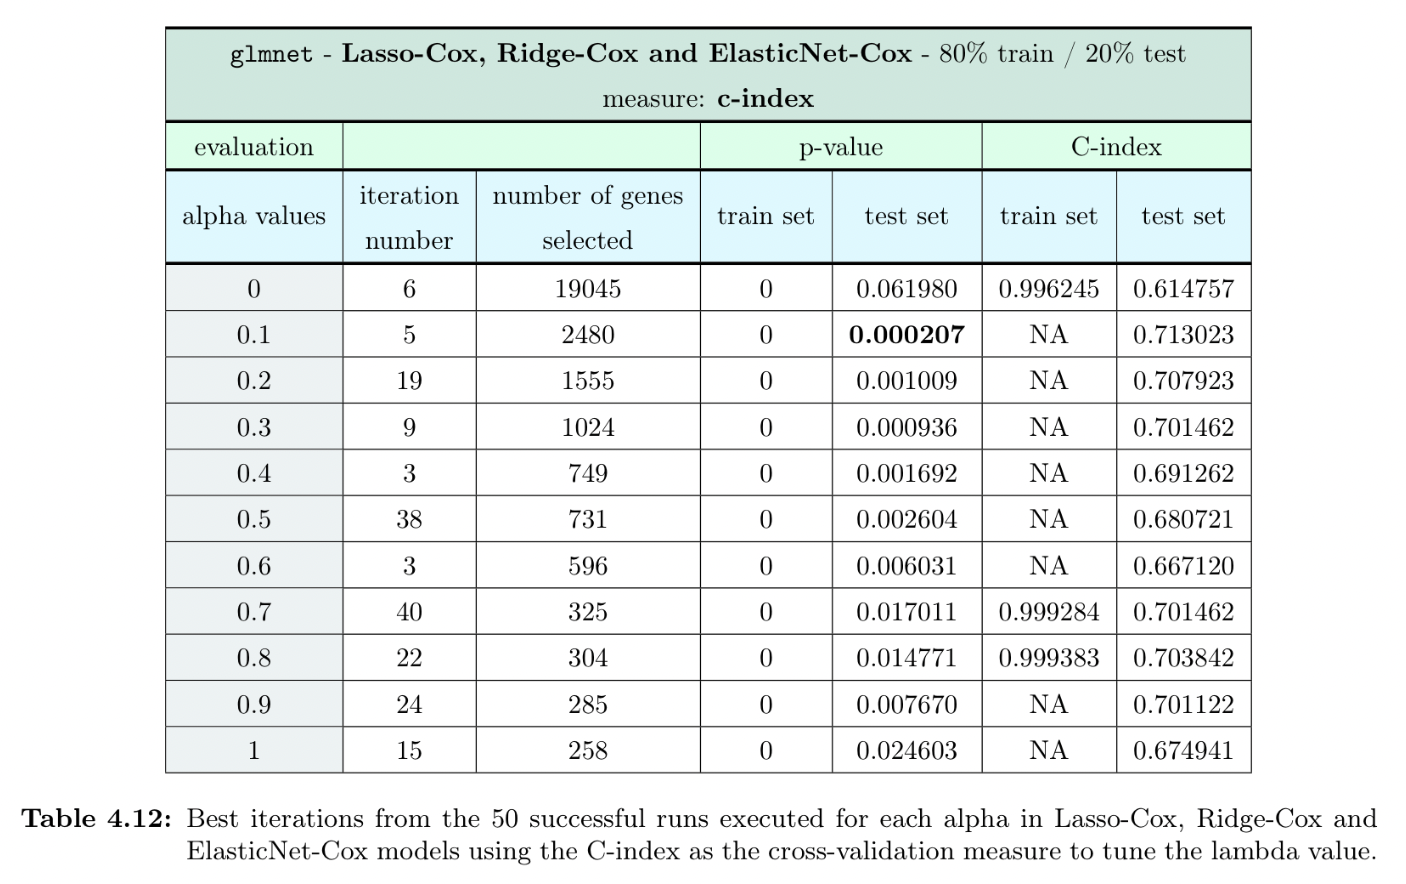 glmnet - Lasso-Cox, Ridge-Cox and ElasticNet-Cox - 80% train / 20% test
measure: c-index
evaluation p-value C-index
alpha values iteration number number of genes selected train set test set train set test set
0 6 19045 0 0.061980 0.996245 0.614757
0.1 5 2480 0 0.000207 NA 0.713023
0.2 19 1555 0 0.001009 NA 0.707923
0.3 9 1024 0 0.000936 NA 0.701462
0.4 3 749 0 0.001692 NA 0.691262
0.5 38 731 0 0.002604 NA 0.680721
0.6 3 596 0 0.006031 NA 0.667120
0.7 40 325 0 0.017011 0.999284 0.701462
0.8 22 304 0 0.014771 0.999383 0.703842
0.9 24 285 0 0.007670 NA 0.701122
1 15 258 0 0.024603 NA 0.674941
Table 4.12: Best iterations from the 50 successful runs executed for each alpha in Lasso-Cox, Ridge-Cox and
ElasticNet-Cox models using the C-index as the cross-validation measure to tune the lambda value.